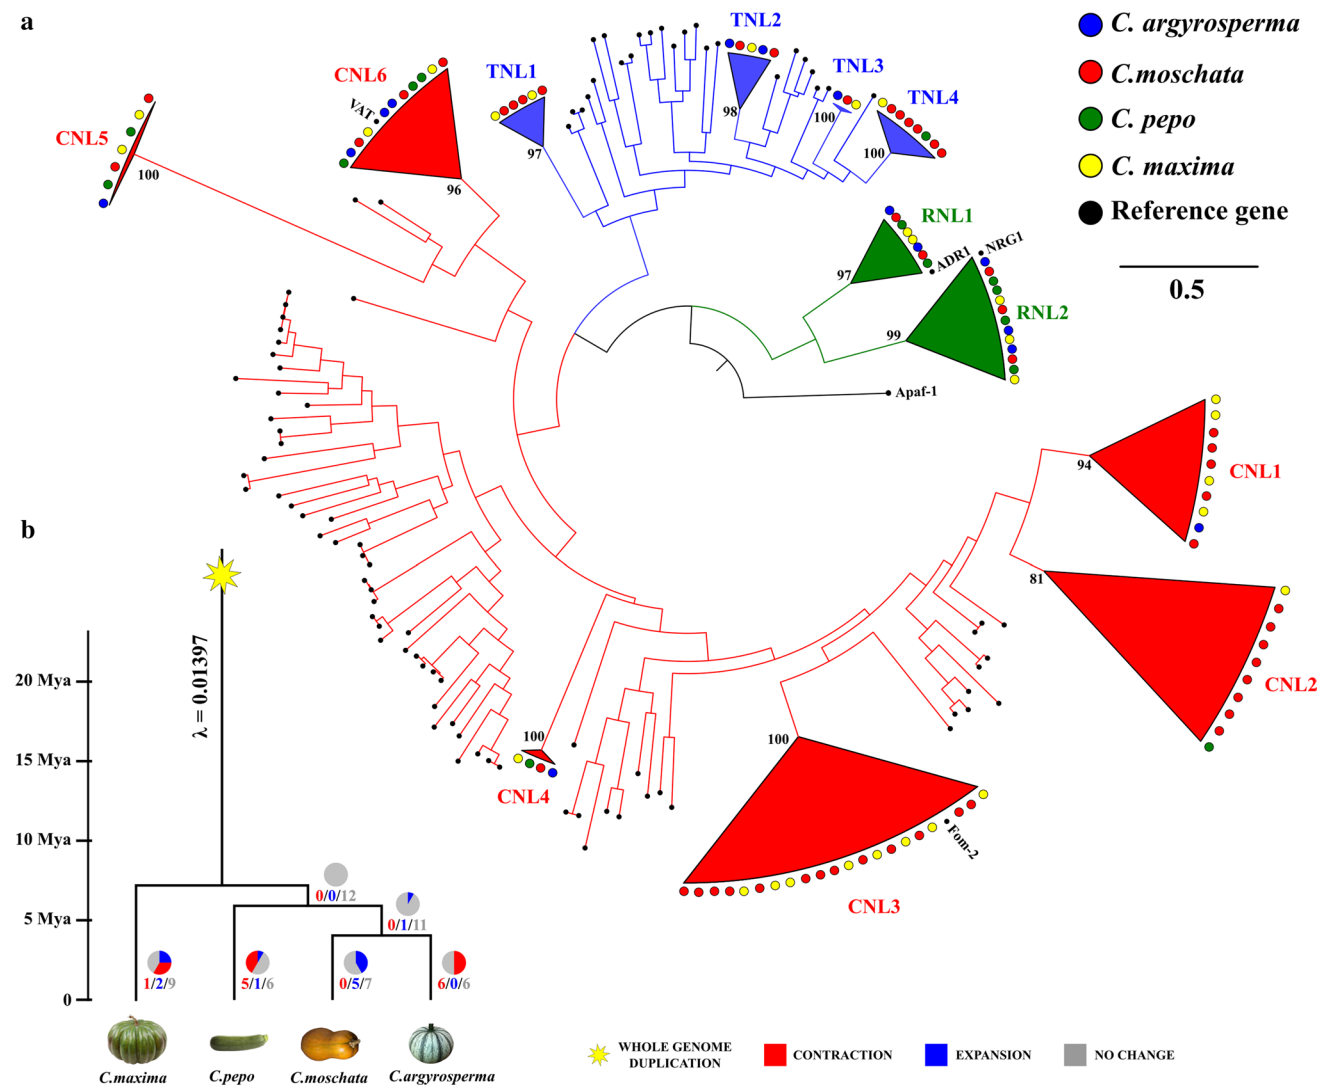 a
C. argyrosperma
C.moschata
C. pepo
C. maxima
Reference gene
0.5
TNL2
TNL1
TNL3
TNL4
CNL6
CNL5
VAT
100
96
97
98
100
100
RNL1
ADR1
NRG1
97
RNL2
99
Apaf-1
94
CNL1
81
CNL2
100
CNL4
100
Fom-2
CNL3
b
λ = 0.01397
20 Mya
15 Mya
10 Mya
5 Mya
0
0/0/12
0/1/11
1/2/9
5/1/6
0/5/7
6/0/6
C.maxima
C.pepo
C.moschata
C.argyrosperma
WHOLE GENOME
DUPLICATION
CONTRACTION
EXPANSION
NO CHANGE